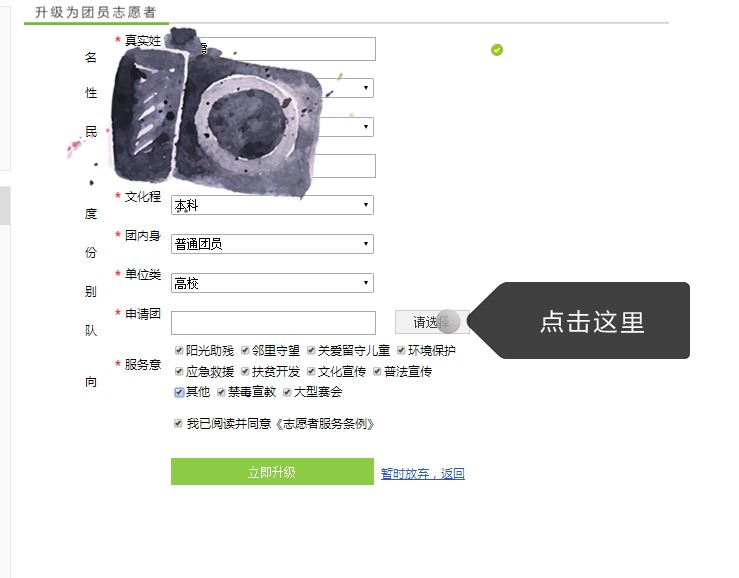 升级为团员志愿者
* 真实姓
名
性
民
* 文化程
本科
度
* 团内身
普通团员
份
* 单位类
高校
别
* 申请团
请选择
点击这里
队
阳光助残 邻里守望 关爱留守儿童 环境保护
* 服务意
应急救援 扶贫开发 文化宣传 普法宣传
向
其他 禁毒宣教 大型赛会
我已阅读并同意《志愿者服务条例》
立即升级 暂时放弃，返回